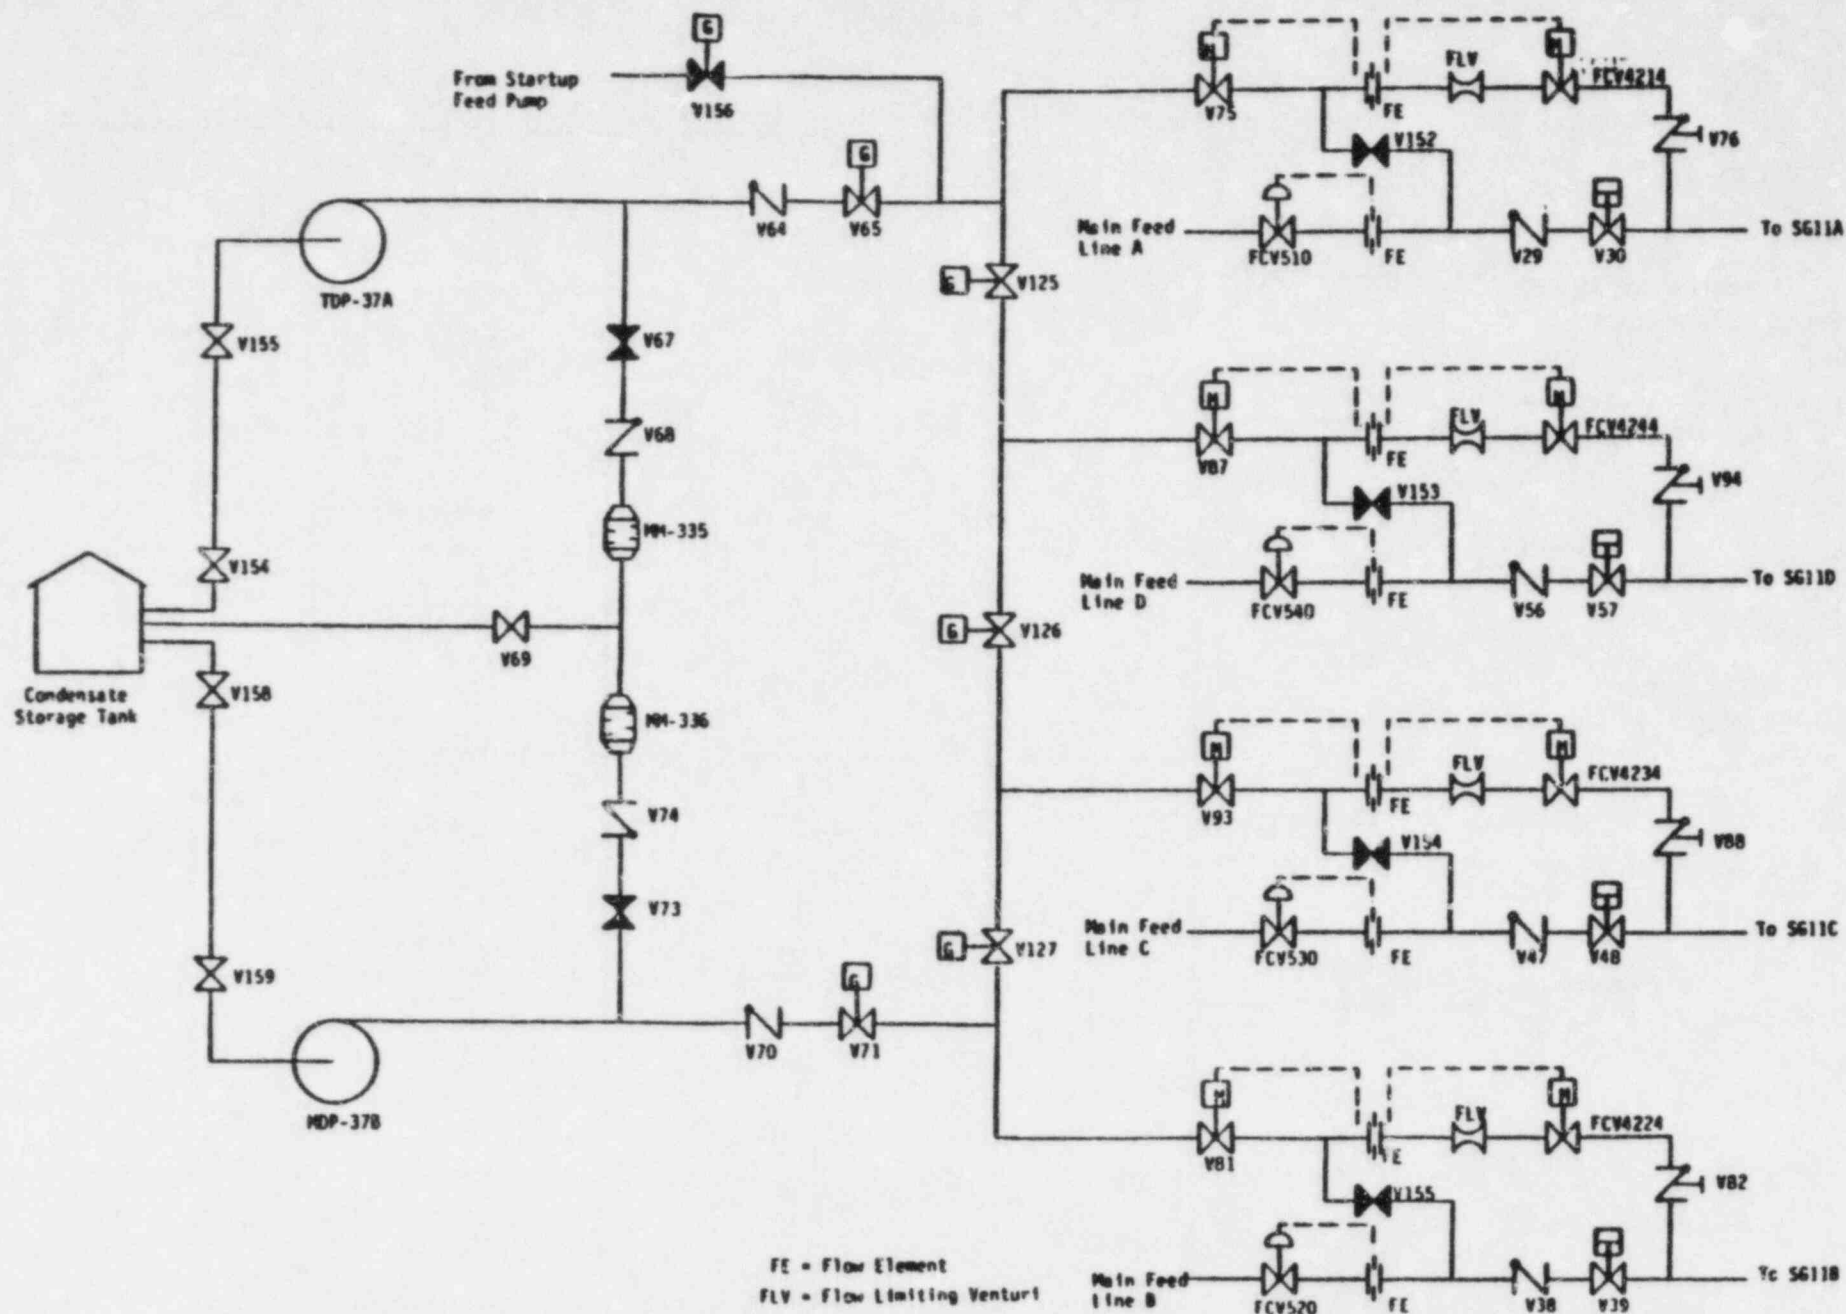 G
From Startup
Feed Pump
V156
G
V64
V65
TDP-37A
V155
V67
V68
MM-335
V154
V69
V158
Condensate
Storage Tank
MM-336
V74
V73
V159
MDP-37B
V70
G
V71
G
V125
G
V126
G
V127
M
V75
FE
FLV
M
FCV4214
V76
V152
Main Feed
Line A
FCV510
FE
V29
V30
To SG11A
M
V87
FE
FLV
M
FCV4244
V94
V153
Main Feed
Line D
FCV540
FE
V56
V57
To SG11D
M
V93
FE
FLV
M
FCV4234
V88
V154
Main Feed
Line C
FCV530
FE
V47
V48
To SG11C
M
V81
FE
FLV
M
FCV4224
V82
V155
Main Feed
Line B
FCV520
FE
V38
V39
To SG11B
FE = Flow Element
FLV = Flow Limiting Venturi